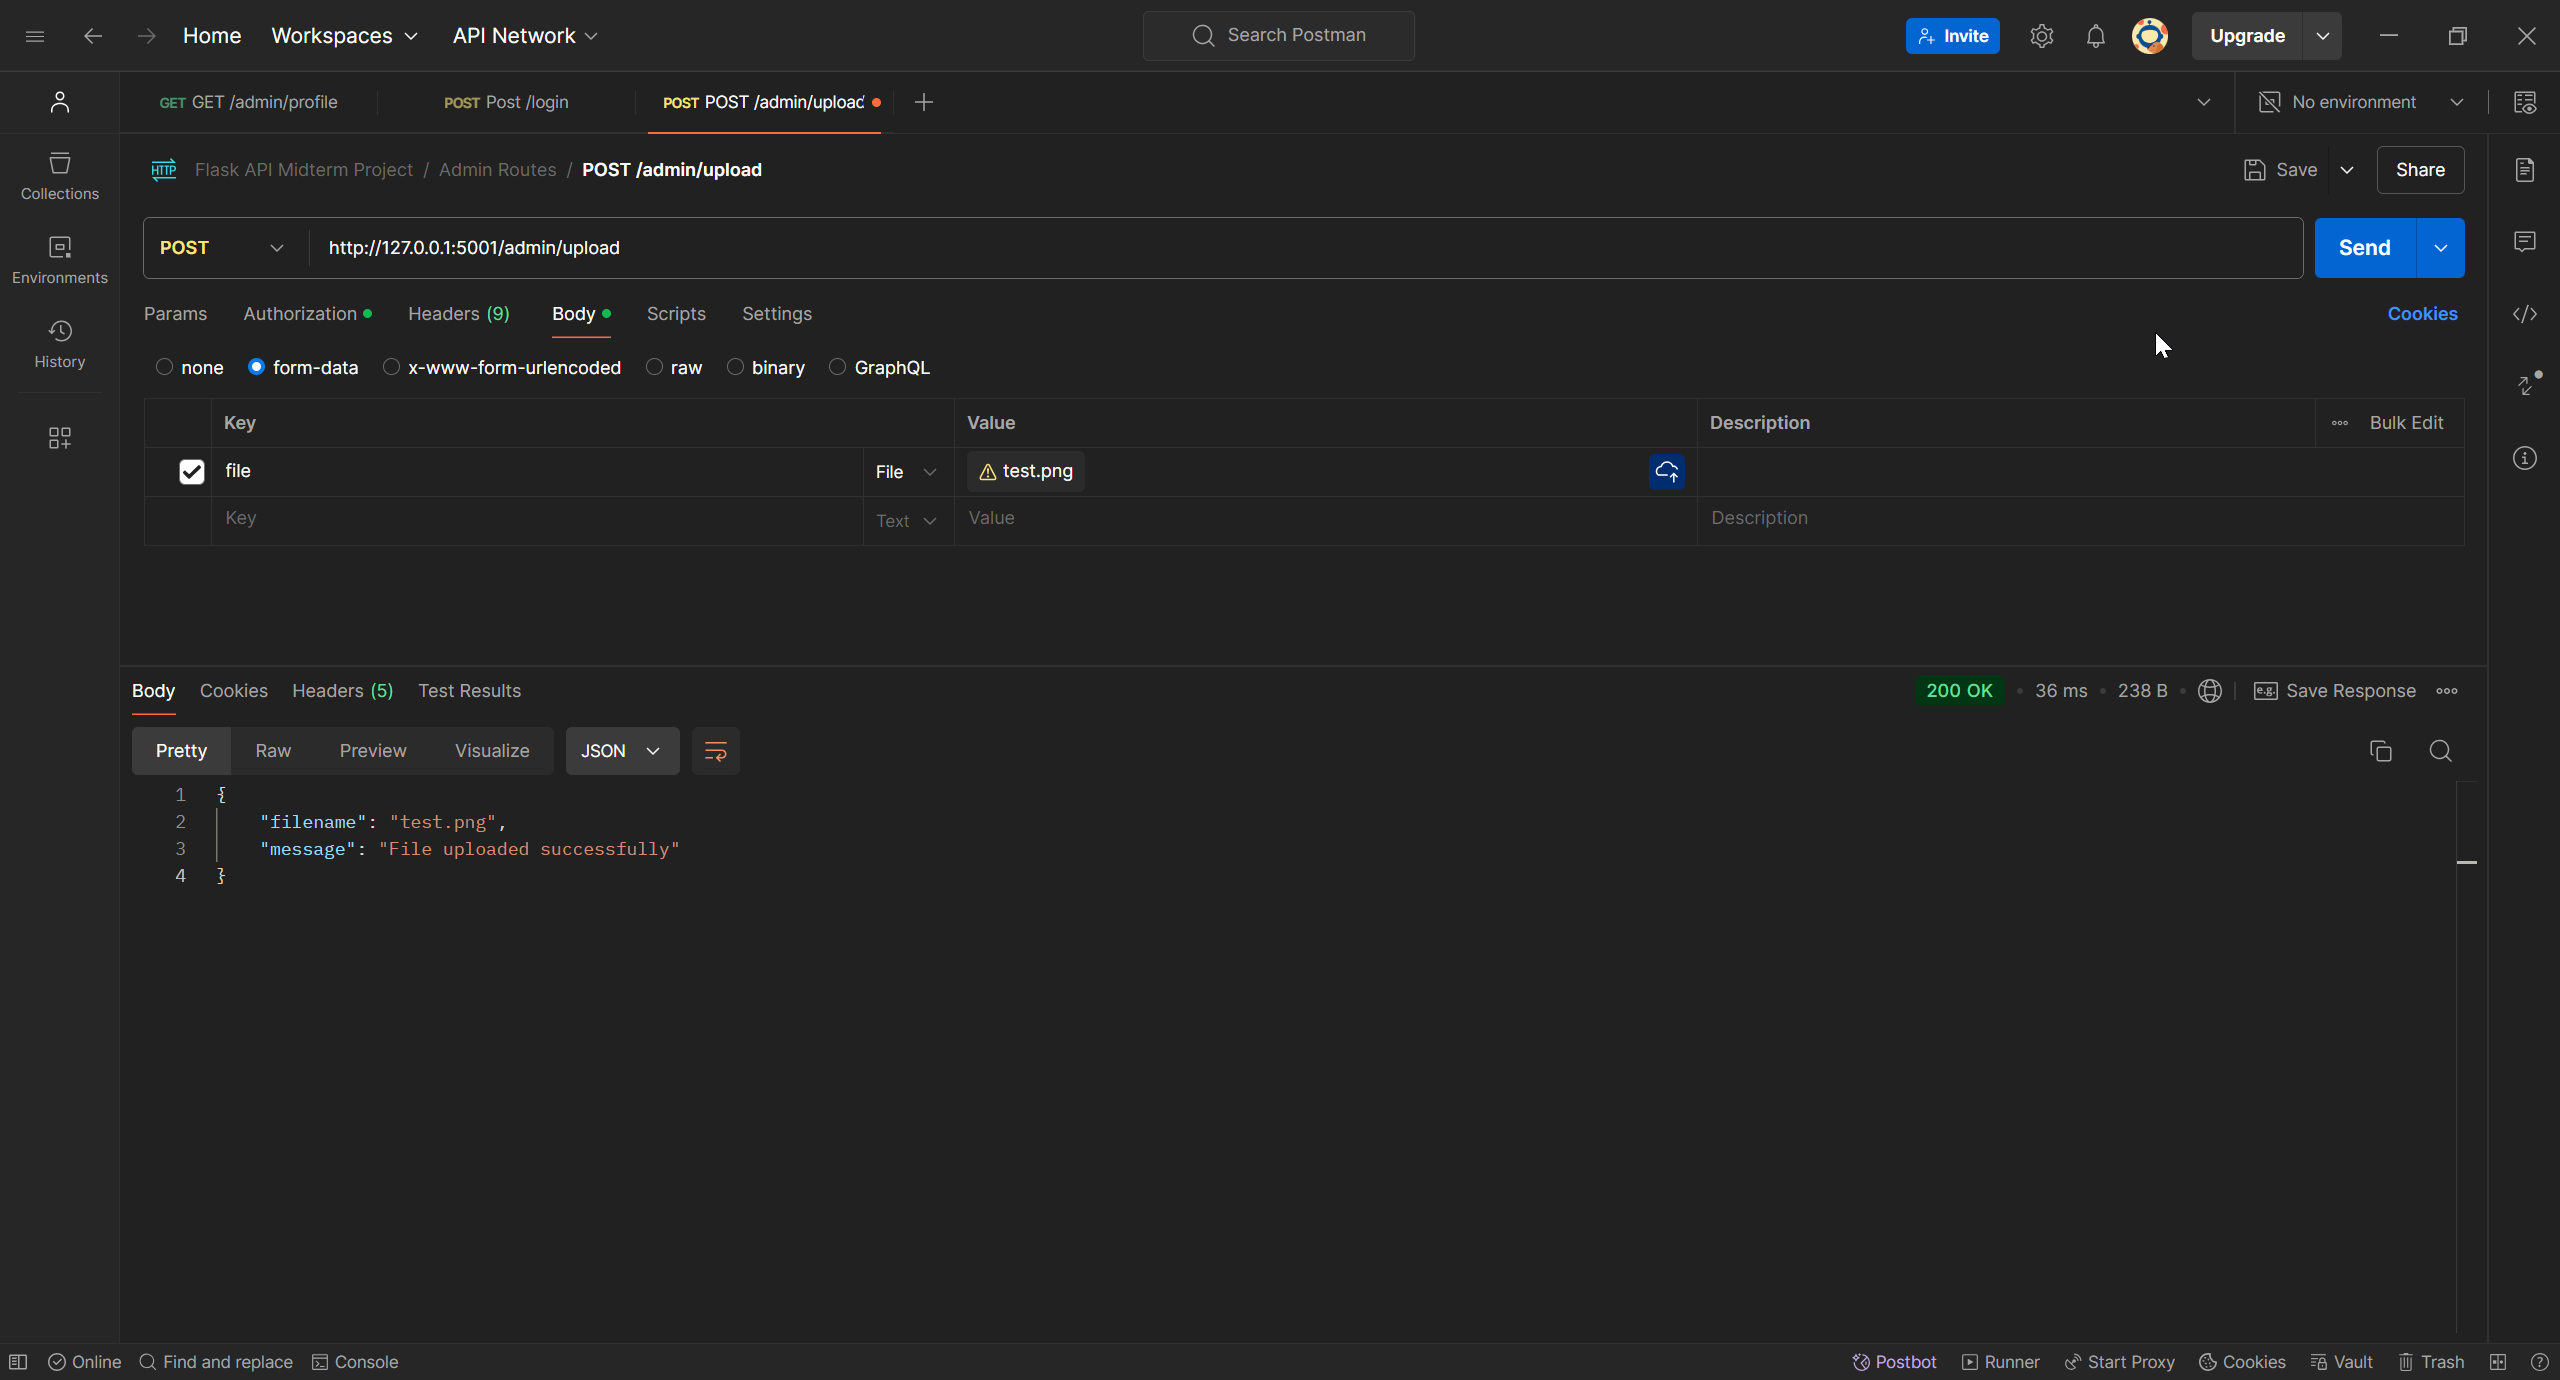 Home Workspaces API Network Search Postman Invite Upgrade
GET GET /admin/profile POST Post /login POST POST /admin/upload No environment
HTTP Flask API Midterm Project / Admin Routes / POST /admin/upload Save Share
Collections
POST http://127.0.0.1:5001/admin/upload Send
Environments
Params Authorization Headers (9) Body Scripts Settings Cookies
History
none form-data x-www-form-urlencoded raw binary GraphQL
Key Value Description Bulk Edit
file File test.png
Key Text Value Description
Body Cookies Headers (5) Test Results 200 OK 36 ms 238 B e.g. Save Response
Pretty Raw Preview Visualize JSON
1 {
2 "filename": "test.png",
3 "message": "File uploaded successfully"
4 }
Online Find and replace Console Postbot Runner Start Proxy Cookies Vault Trash